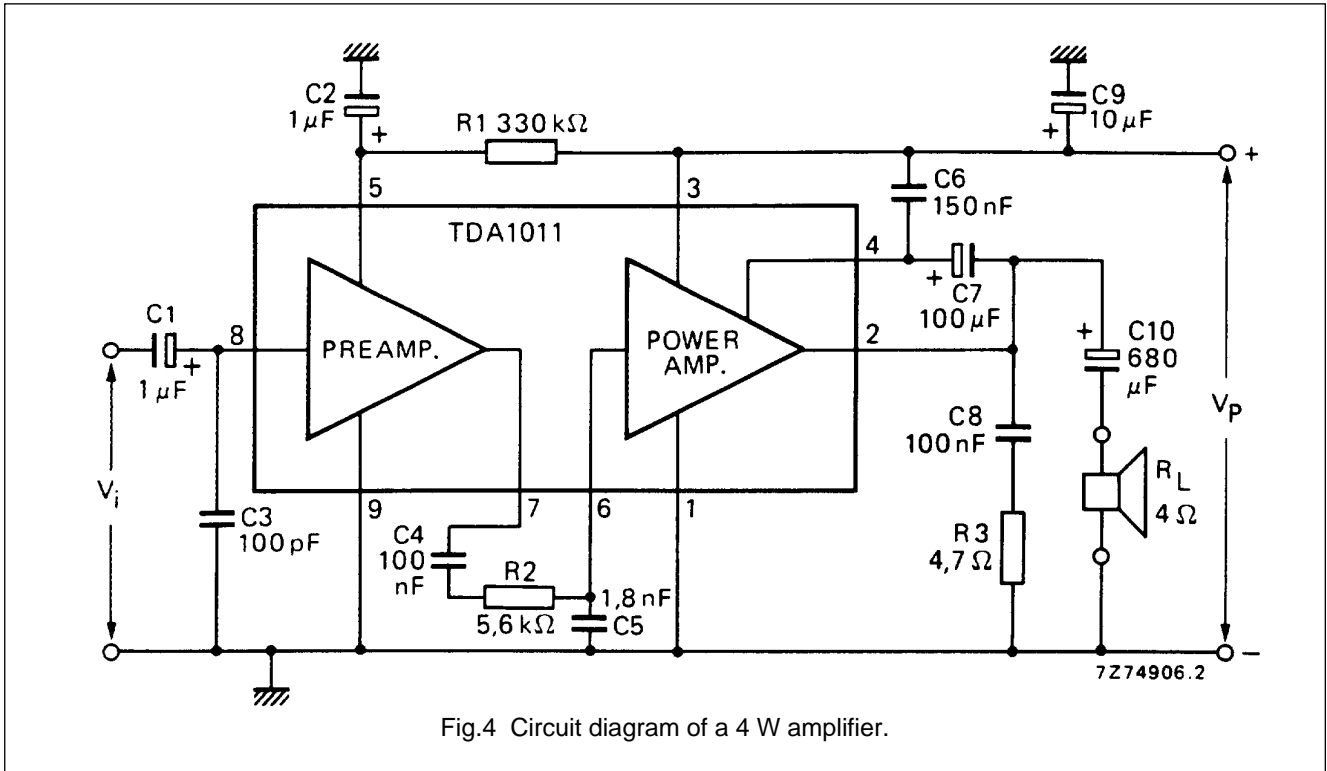 C2
1 μF
+
R1 330 kΩ
C9
10 μF
+
+
5
3
C6
150 nF
TDA1011
4
+
C7
100 μF
C1
1 μF
+
8
PREAMP.
POWER
AMP.
2
+
C10
680
μF
Vp
C8
100 nF
Vi
RL
4 Ω
C3
100 pF
9
7
6
1
C4
100
nF
R2
5,6 kΩ
1,8 nF
C5
R3
4,7 Ω
–
7Z74906.2
Fig.4 Circuit diagram of a 4 W amplifier.